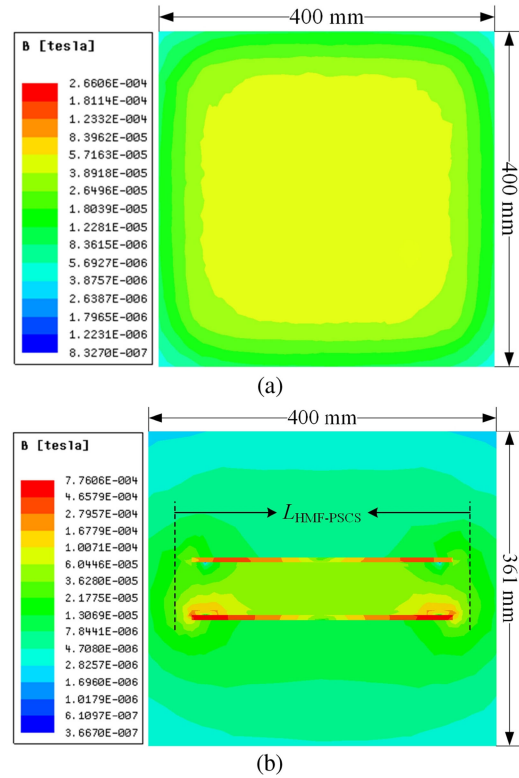 400 mm
B [tesla]
2.6606E-004
1.8114E-004
1.2332E-004
8.3962E-005
5.7163E-005
3.8918E-005
2.6496E-005
1.8039E-005
1.2281E-005
8.3615E-006
5.6927E-006
3.8757E-006
2.6387E-006
1.7965E-006
1.2231E-006
8.3270E-007
400 mm
(a)
400 mm
B [tesla]
7.7606E-004
4.6579E-004
2.7957E-004
1.6779E-004
1.0071E-004
6.0446E-005
3.6280E-005
2.1775E-005
1.3069E-005
7.8441E-006
4.7080E-006
2.8257E-006
1.6960E-006
1.0179E-006
6.1097E-007
3.6670E-007
LHMF-PSCS
361 mm
(b)